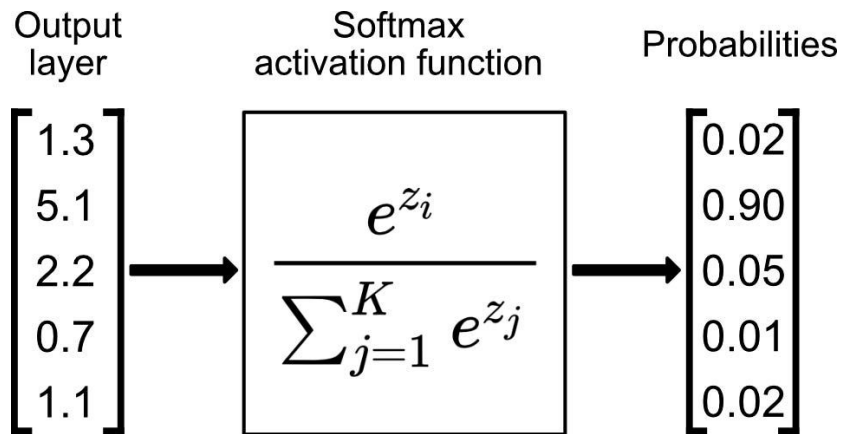 Output
layer
Softmax
activation function
Probabilities
1.3
5.1
2.2
0.7
1.1
e^{z_i}
∑_{j=1}^{K} e^{z_j}
0.02
0.90
0.05
0.01
0.02